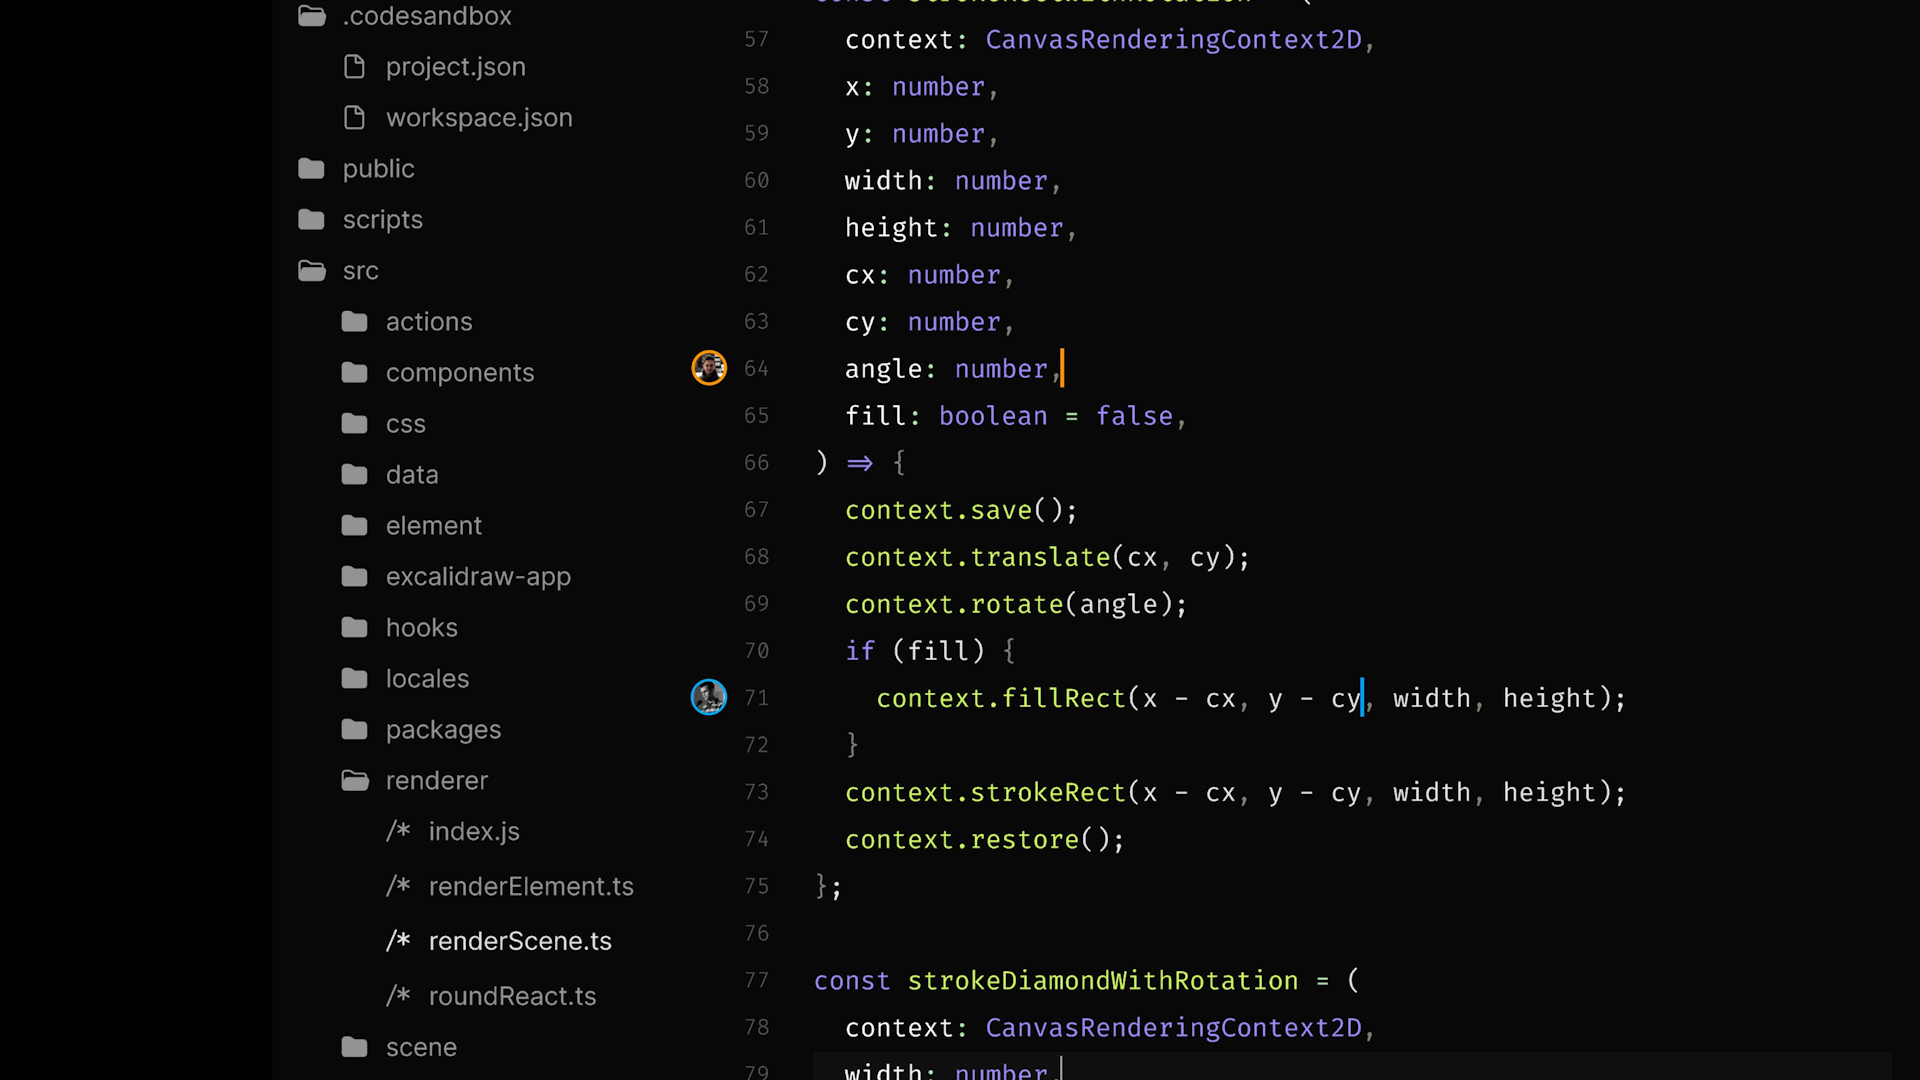 .codesandbox
project.json
workspace.json
public
scripts
src
actions
components
css
data
element
excalidraw-app
hooks
locales
packages
renderer
/* index.js
/* renderElement.ts
/* renderScene.ts
/* roundReact.ts
scene
57 context: CanvasRenderingContext2D,
58 x: number,
59 y: number,
60 width: number,
61 height: number,
62 cx: number,
63 cy: number,
64 angle: number,
65 fill: boolean = false,
66 ) => {
67 context.save();
68 context.translate(cx, cy);
69 context.rotate(angle);
70 if (fill) {
71 context.fillRect(x - cx, y - cy, width, height);
72 }
73 context.strokeRect(x - cx, y - cy, width, height);
74 context.restore();
75 };
76
77 const strokeDiamondWithRotation = (
78 context: CanvasRenderingContext2D,
79 width: number,